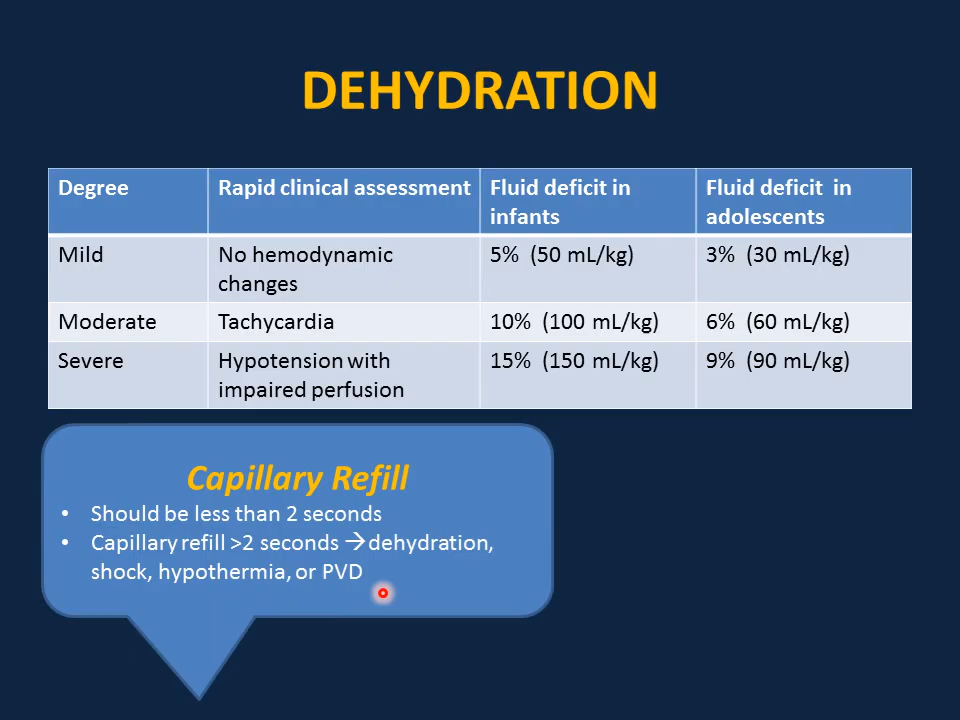 DEHYDRATION
Degree Rapid clinical assessment Fluid deficit in infants Fluid deficit in adolescents
Mild No hemodynamic changes 5% (50 mL/kg) 3% (30 mL/kg)
Moderate Tachycardia 10% (100 mL/kg) 6% (60 mL/kg)
Severe Hypotension with impaired perfusion 15% (150 mL/kg) 9% (90 mL/kg)
Capillary Refill
• Should be less than 2 seconds
• Capillary refill >2 seconds → dehydration,
shock, hypothermia, or PVD